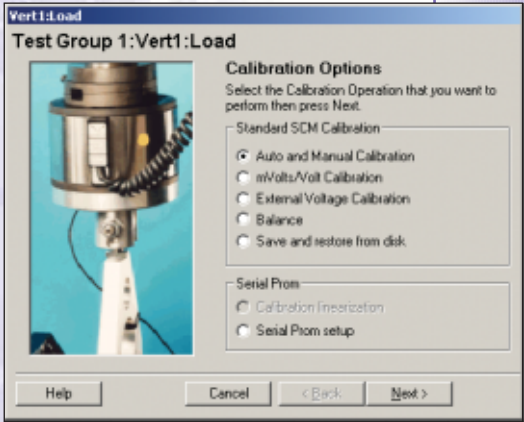 Vert1:Load
Test Group 1:Vert1:Load
Calibration Options
Select the Calibration Operation that you want to
perform then press Next.
Standard SCM Calibration
Auto and Manual Calibration
mVolts/Volt Calibration
External Voltage Calibration
Balance
Save and restore from disk
Serial Prom
Calibration linearization
Serial Prom setup
Help
Cancel
< Back
Next >